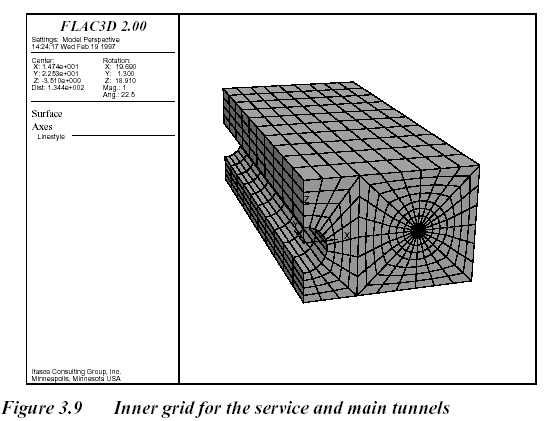 FLAC3D 2.00
Settings: Model Perspective
14:24:17 Wed Feb 19 1997
Center: Rotation:
X: 1.474e+001 X: 19.690
Y: 2.253e+001 Y: 1.300
Z: -3.510e+000 Z: 18.910
Dist: 1.344e+002 Mag.: 1
Ang.: 22.5
Surface
Axes
Linestyle
Z
X
Itasca Consulting Group, Inc.
Minneapolis, Minnesota USA
Figure 3.9 Inner grid for the service and main tunnels